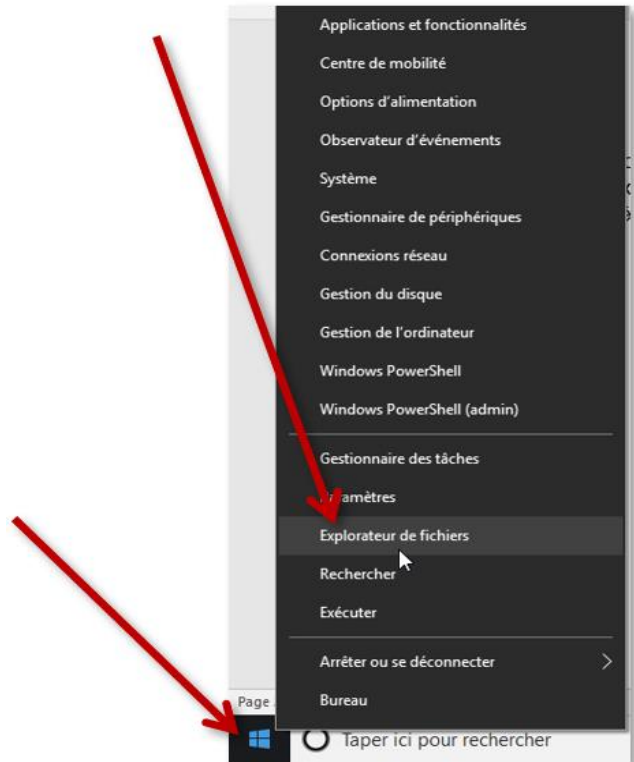 Applications et fonctionnalités
Centre de mobilité
Options d'alimentation
Observateur d'événements
Système
Gestionnaire de périphériques
Connexions réseau
Gestion du disque
Gestion de l'ordinateur
Windows PowerShell
Windows PowerShell (admin)
Gestionnaire des tâches
Paramètres
Explorateur de fichiers
Rechercher
Exécuter
Arrêter ou se déconnecter
Bureau
Page
Taper ici pour rechercher